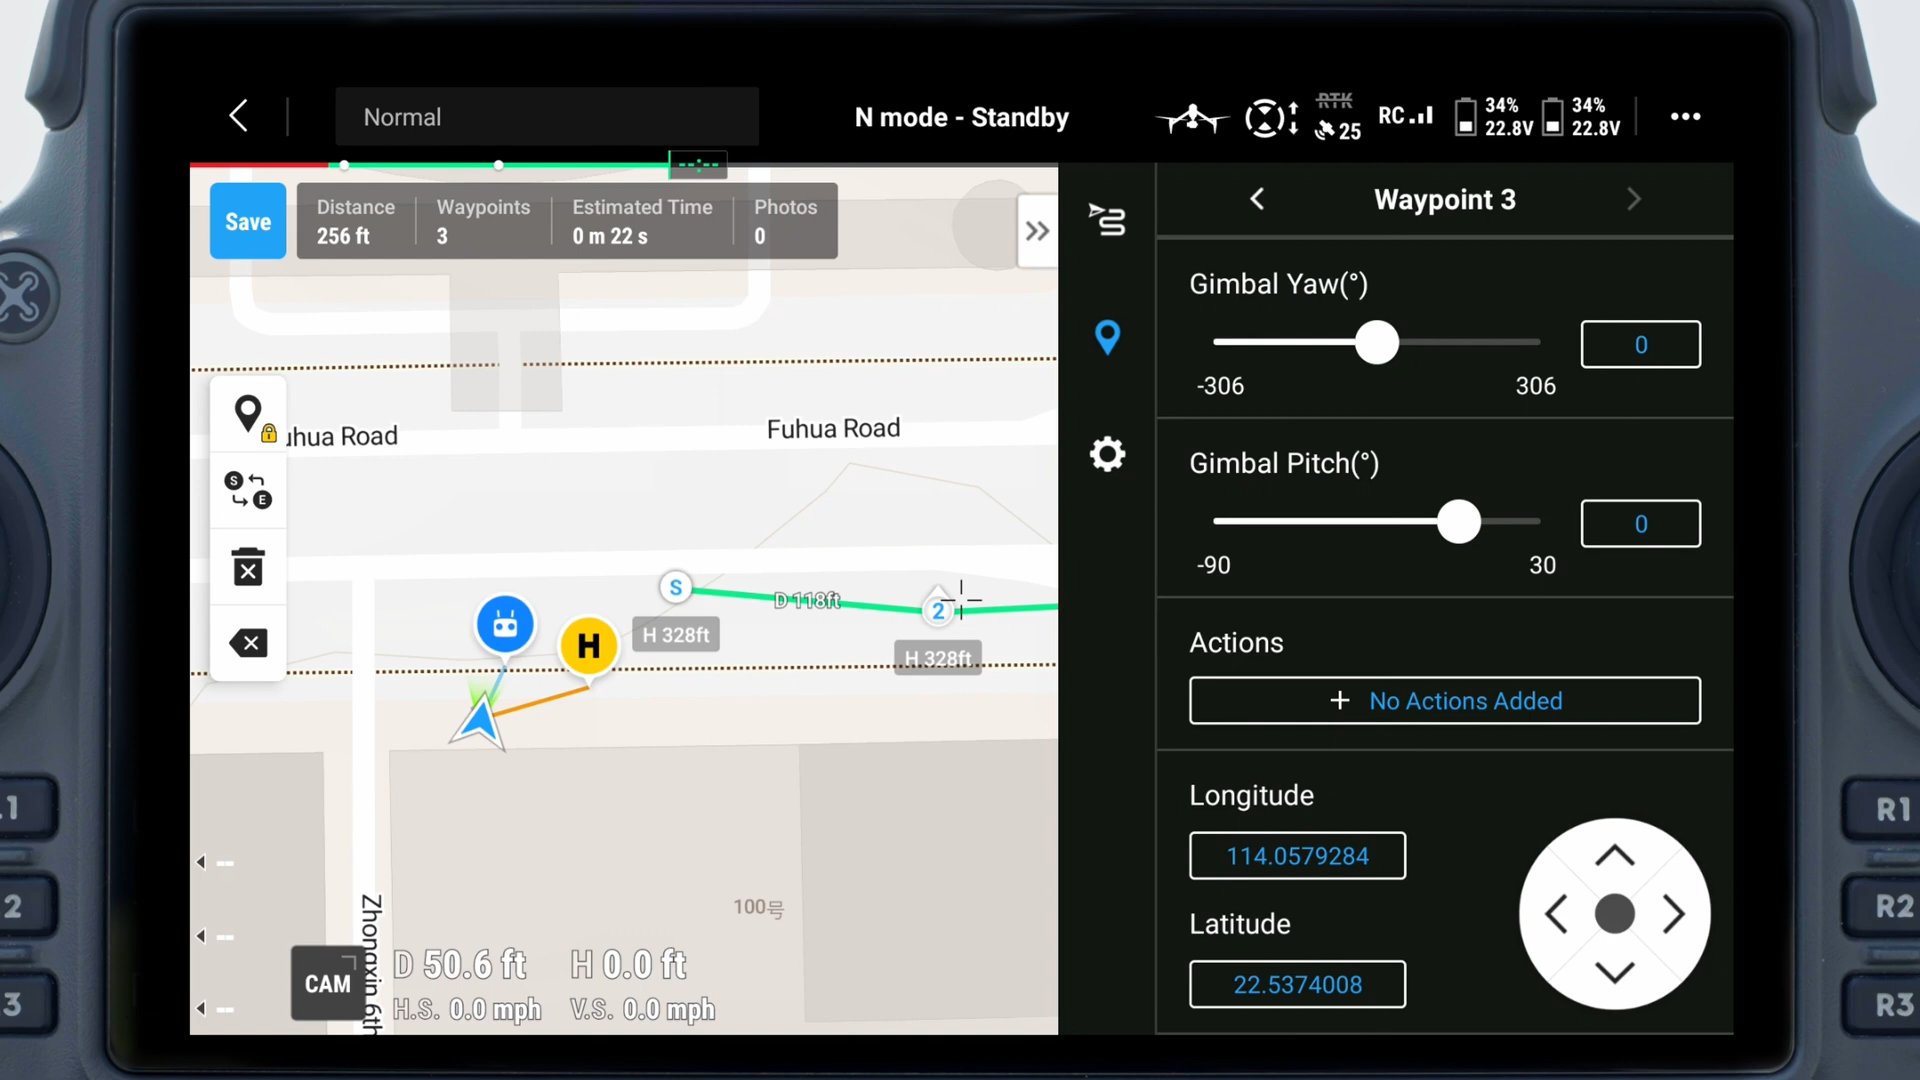 Normal
N mode - Standby
RTK
25
RC
34%
22.8V
34%
22.8V
Save
Distance
256 ft
Waypoints
3
Estimated Time
0 m 22 s
Photos
0
Waypoint 3
Gimbal Yaw(°)
0
-306
306
Gimbal Pitch(°)
0
-90
30
Actions
+ No Actions Added
Longitude
114.0579284
Latitude
22.5374008
S
E
uhua Road
Fuhua Road
S
D 118ft
2
H 328ft
H 328ft
H
100号
Zhongxin 6th
CAM
D 50.6 ft
H 0.0 ft
H.S. 0.0 mph
V.S. 0.0 mph
.1
2
3
R1
R2
R3